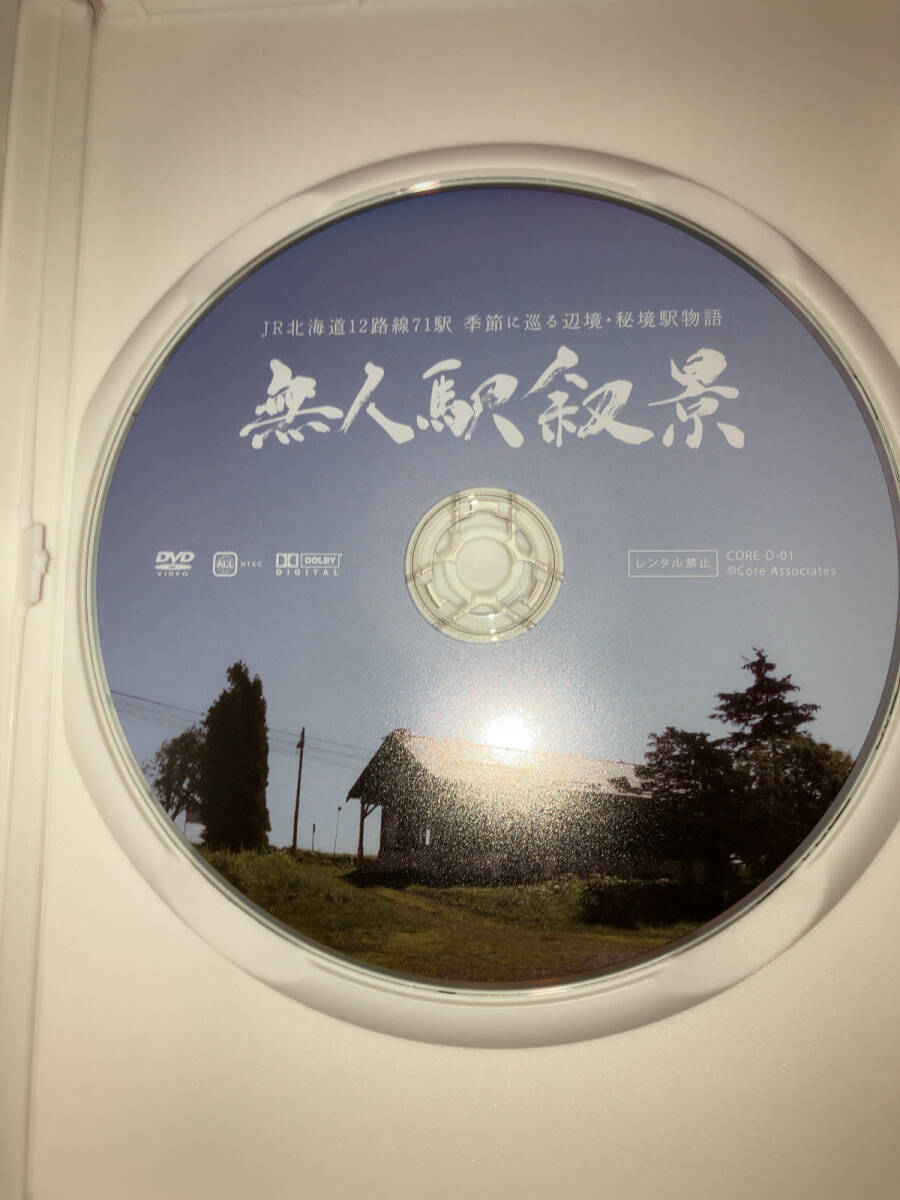 JR北海道12路線71駅 季節に巡る辺境・秘境駅物語
無人駅叙景
DVD
VIDEO
ALL
NTSC
DOLBY
DIGITAL
レンタル禁止
CORE-D-01
©Core Associates